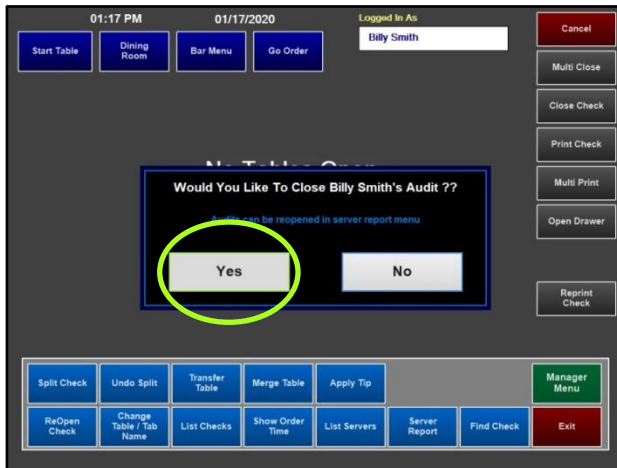 01:17 PM 01/17/2020 Logged In As
Billy Smith
Start Table
Dining
Room
Bar Menu
Go Order
Cancel
Multi Close
Close Check
Print Check
Multi Print
Open Drawer
Reprint
Check
No Tables Open
Would You Like To Close Billy Smith's Audit ??
Audits can be reopened in server report menu
Yes
No
Split Check
Undo Split
Transfer
Table
Merge Table
Apply Tip
Manager
Menu
ReOpen
Check
Change
Table / Tab
Name
List Checks
Show Order
Time
List Servers
Server
Report
Find Check
Exit